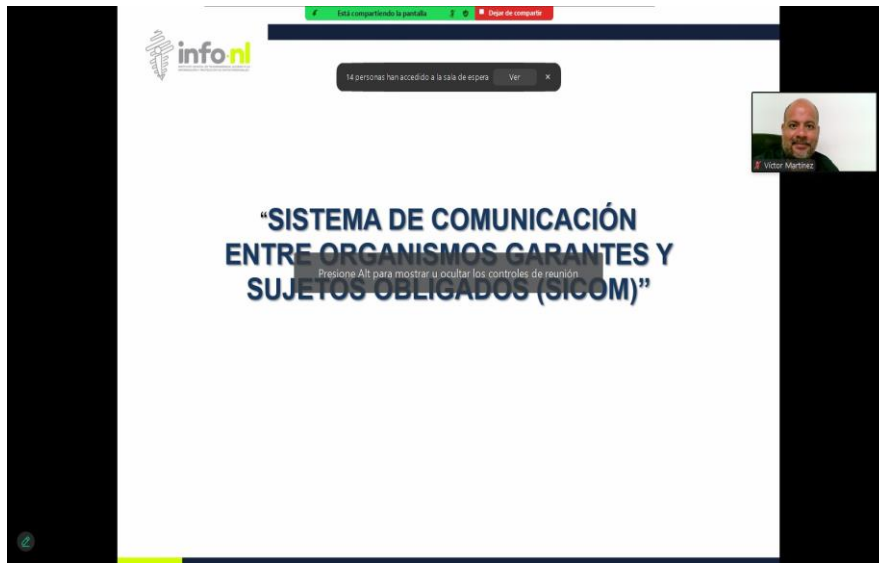 Está compartiendo la pantalla
Dejar de compartir
info nl
14 personas han accedido a la sala de espera Ver ×
Víctor Martínez
“SISTEMA DE COMUNICACIÓN
ENTRE ORGANISMOS GARANTES Y
SUJETOS OBLIGADOS (SICOM)”
Presione Alt para mostrar u ocultar los controles de reunión